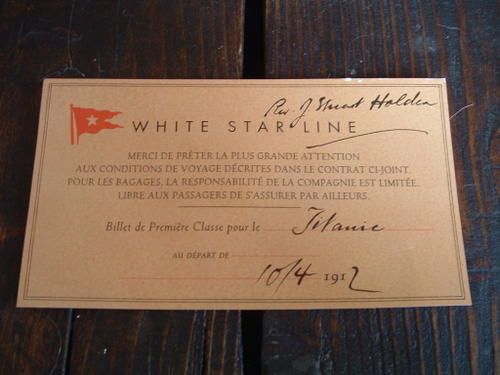 Rev. J Stuart Holden
WHITE STAR LINE
MERCI DE PRÉTER LA PLUS GRANDE ATTENTION
AUX CONDITIONS DE VOYAGE DÉCRITES DANS LE CONTRAT CI-JOINT.
POUR LES BAGAGES, LA RESPONSABILITÉ DE LA COMPAGNIE EST LIMITÉE.
LIBRE AUX PASSAGERS DE S'ASSURER PAR AILLEURS.
Billet de Première Classe pour le Titanic
AU DÉPART DE
10/4 1912